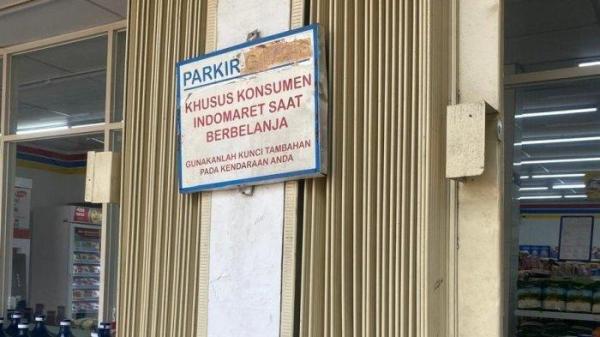 PARKIR
KHUSUS KONSUMEN
INDOMARET SAAT
BERBELANJA
GUNAKANLAH KUNCI TAMBAHAN
PADA KENDARAAN ANDA